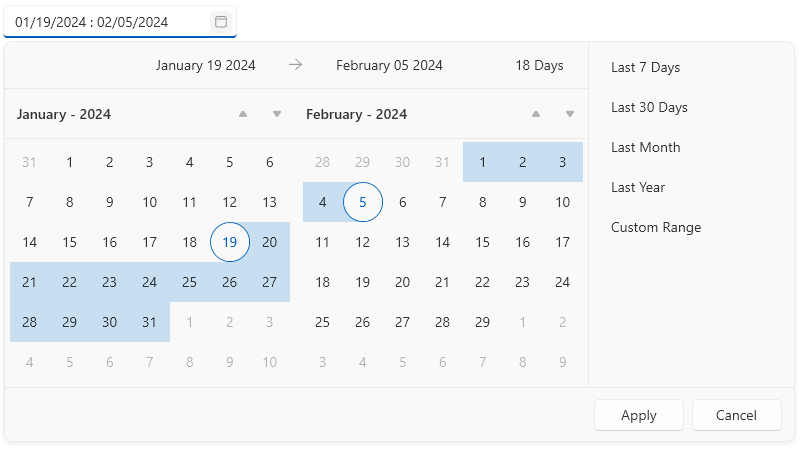 01/19/2024 : 02/05/2024
January 19 2024 February 05 2024 18 Days
January - 2024
31 1 2 3 4 5 6
7 8 9 10 11 12 13
14 15 16 17 18 19 20
21 22 23 24 25 26 27
28 29 30 31 1 2 3
4 5 6 7 8 9 10
February - 2024
28 29 30 31 1 2 3
4 5 6 7 8 9 10
11 12 13 14 15 16 17
18 19 20 21 22 23 24
25 26 27 28 29 1 2
3 4 5 6 7 8 9
Last 7 Days
Last 30 Days
Last Month
Last Year
Custom Range
Apply Cancel